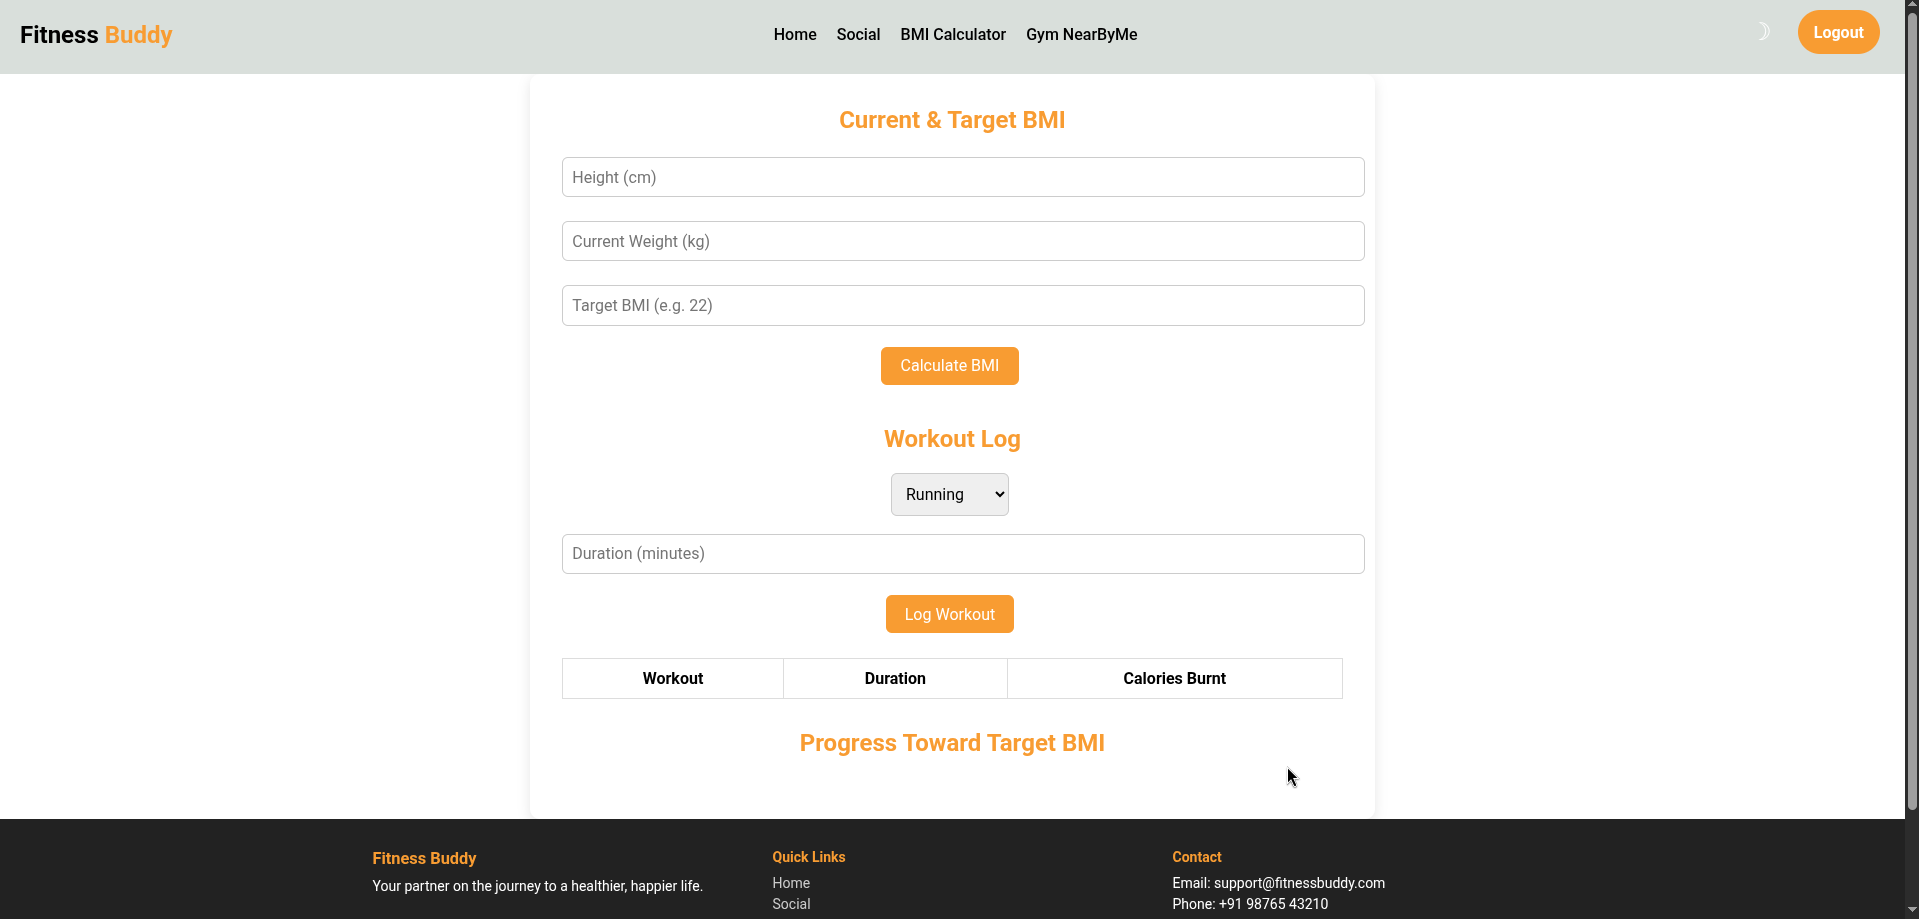 Fitness Buddy
Home Social BMI Calculator Gym NearByMe
Logout
Current & Target BMI
Height (cm)
Current Weight (kg)
Target BMI (e.g. 22)
Calculate BMI
Workout Log
Running
Duration (minutes)
Log Workout
Workout Duration Calories Burnt
Progress Toward Target BMI
Fitness Buddy
Your partner on the journey to a healthier, happier life.
Quick Links
Home
Social
Contact
Email: support@fitnessbuddy.com
Phone: +91 98765 43210